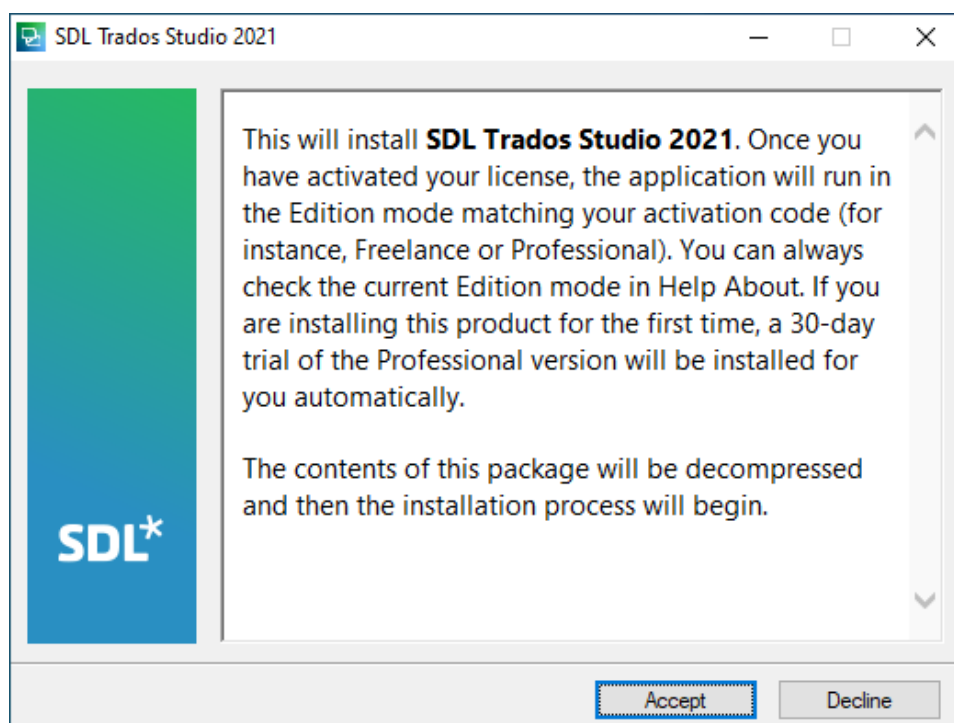 SDL Trados Studio 2021
This will install SDL Trados Studio 2021. Once you
have activated your license, the application will run in
the Edition mode matching your activation code (for
instance, Freelance or Professional). You can always
check the current Edition mode in Help About. If you
are installing this product for the first time, a 30-day
trial of the Professional version will be installed for
you automatically.
The contents of this package will be decompressed
and then the installation process will begin.
SDL*
Accept
Decline